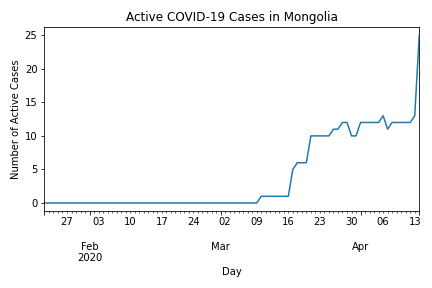 Active COVID-19 Cases in Mongolia
25
20
15
10
5
0
Number of Active Cases
27 03 10 17 24 02 09 16 23 30 06 13
Feb Mar Apr
2020
Day